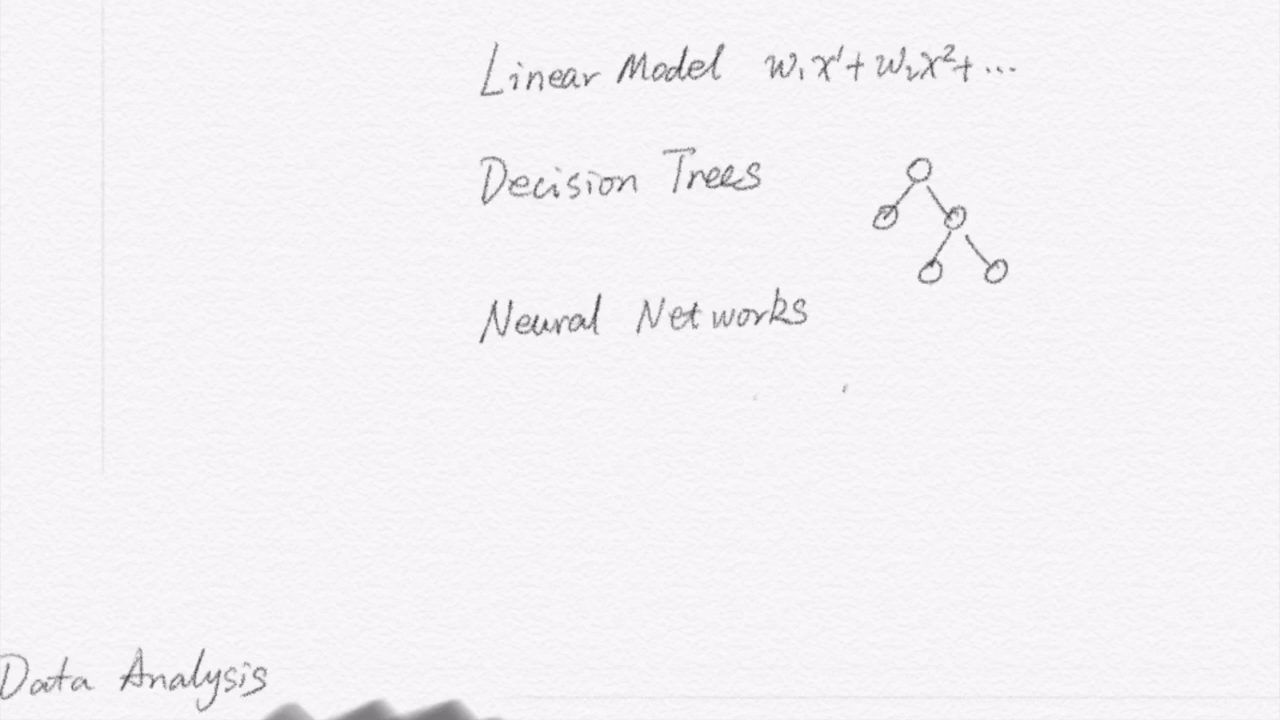 Linear Model w₁x¹+w₂x²+...
Decision Trees
Neural Networks
Data Analysis